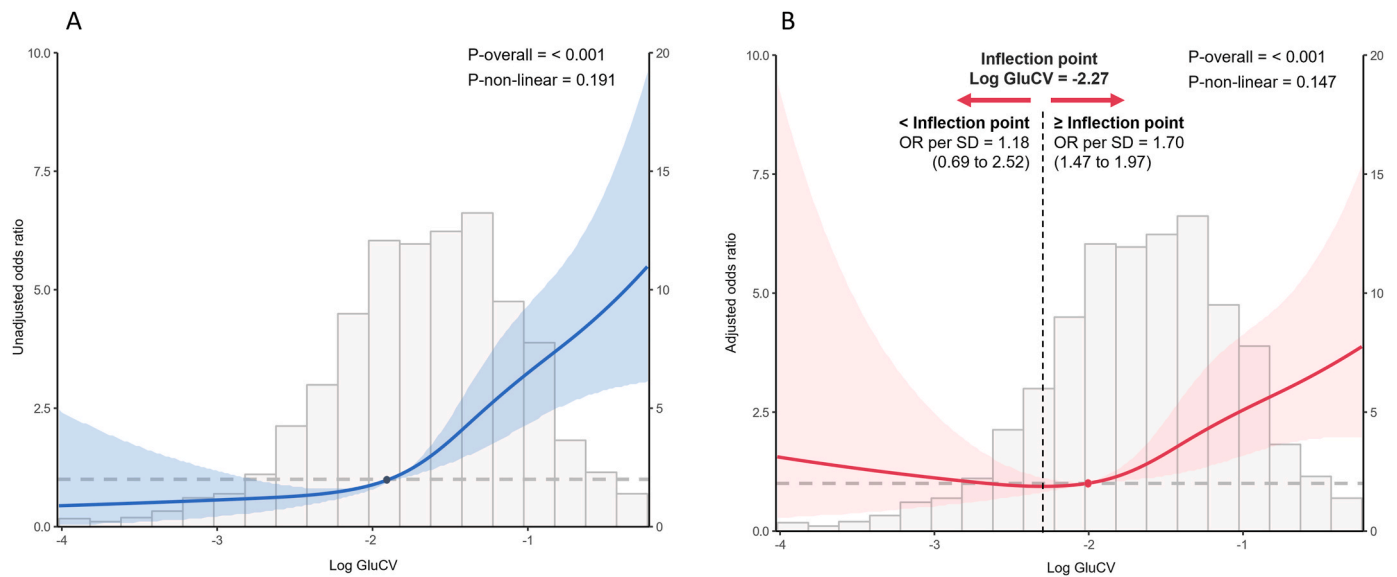 A
P-overall = < 0.001
P-non-linear = 0.191
10.0
7.5
5.0
2.5
0.0
20
15
10
5
0
Unadjusted odds ratio
-4
-3
-2
-1
Log GluCV
B
Inflection point
Log GluCV = -2.27
P-overall = < 0.001
P-non-linear = 0.147
< Inflection point
OR per SD = 1.18
(0.69 to 2.52)
≥ Inflection point
OR per SD = 1.70
(1.47 to 1.97)
10.0
7.5
5.0
2.5
0.0
20
15
10
5
0
Adjusted odds ratio
-4
-3
-2
-1
Log GluCV